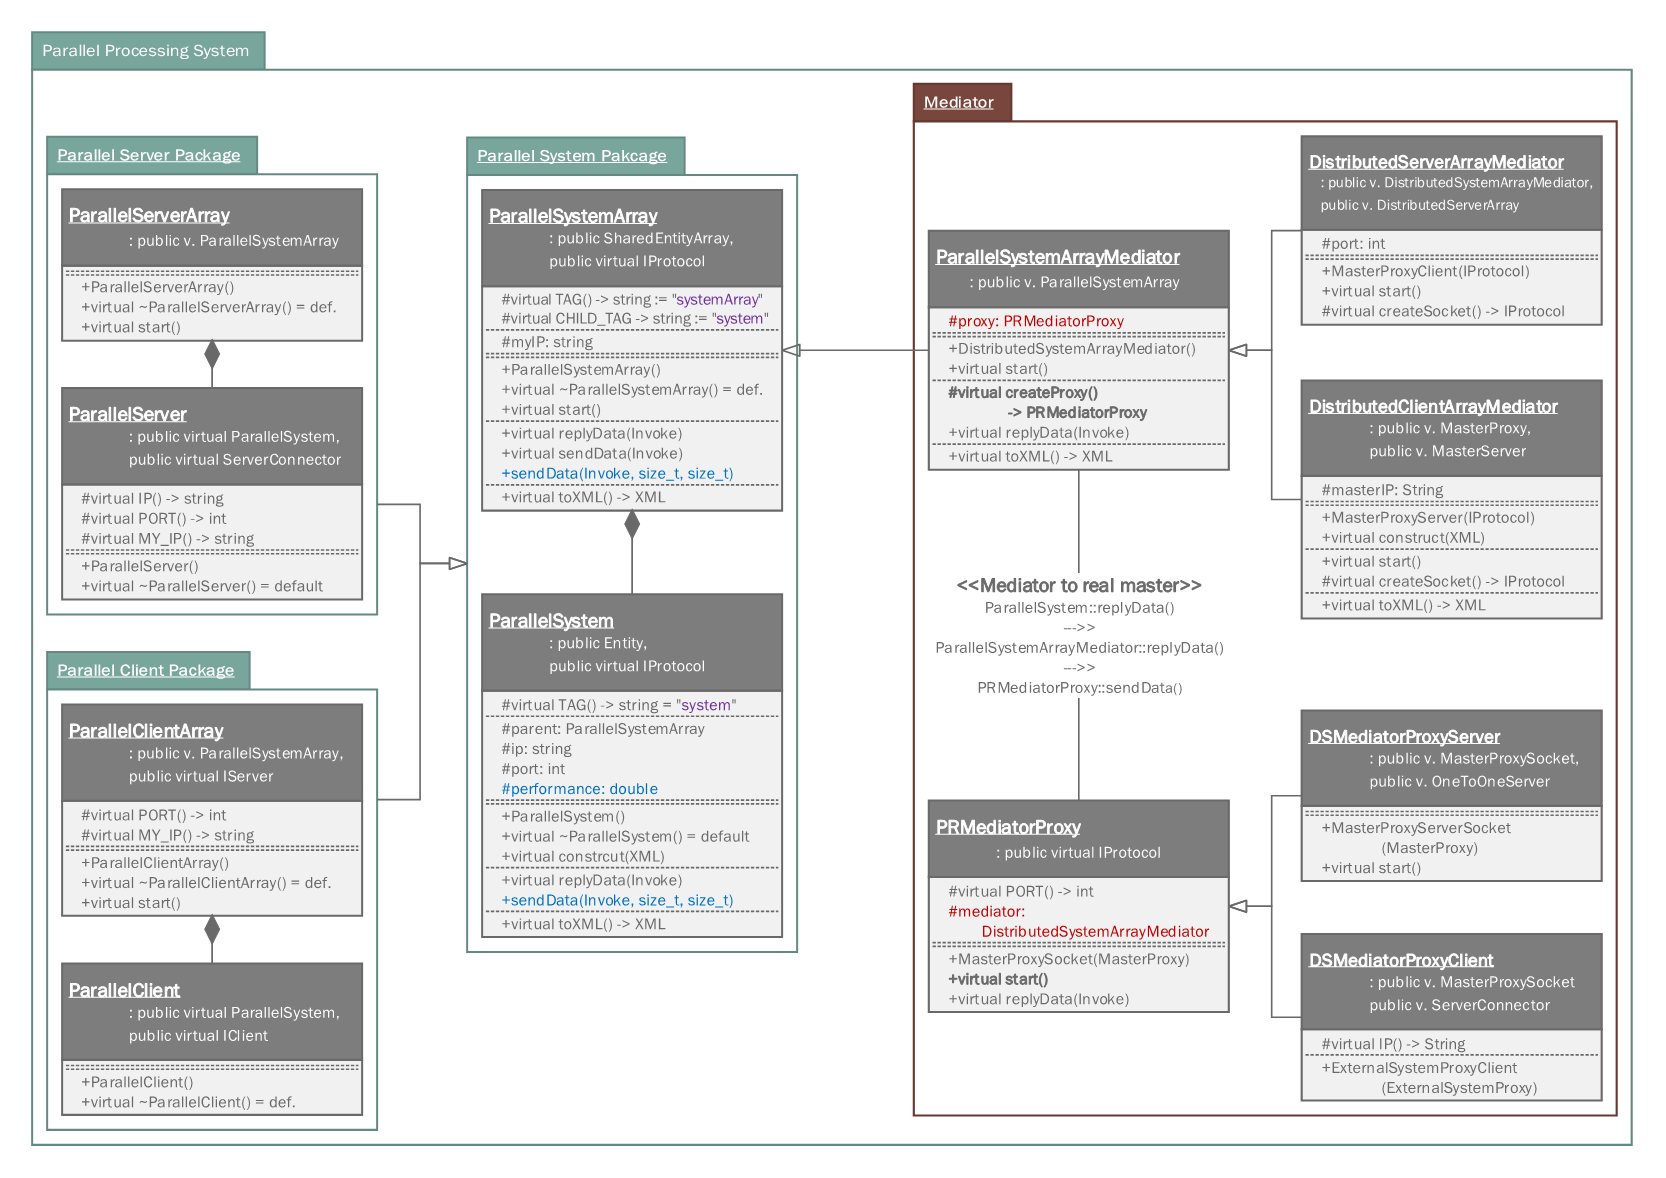 Parallel Processing System
Parallel Server Package
ParallelServerArray
: public v. ParallelSystemArray
+ParallelServerArray()
+virtual ~ParallelServerArray() = def.
+virtual start()
ParallelServer
: public virtual ParallelSystem,
public virtual ServerConnector
#virtual IP() -> string
#virtual PORT() -> int
#virtual MY_IP() -> string
+ParallelServer()
+virtual ~ParallelServer() = default
Parallel Client Package
ParallelClientArray
: public v. ParallelSystemArray,
public virtual IServer
#virtual PORT() -> int
#virtual MY_IP() -> string
+ParallelClientArray()
+virtual ~ParallelClientArray() = def.
+virtual start()
ParallelClient
: public virtual ParallelSystem,
public virtual IClient
+ParallelClient()
+virtual ~ParallelClient() = def.
Parallel System Pakcage
ParallelSystemArray
: public SharedEntityArray,
public virtual IProtocol
#virtual TAG() -> string := "systemArray"
#virtual CHILD_TAG -> string := "system"
#myIP: string
+ParallelSystemArray()
+virtual ~ParallelSystemArray() = def.
+virtual start()
+virtual replyData(Invoke)
+virtual sendData(Invoke)
+sendData(Invoke, size_t, size_t)
+virtual toXML() -> XML
ParallelSystem
: public Entity,
public virtual IProtocol
#virtual TAG() -> string = "system"
#parent: ParallelSystemArray
#ip: string
#port: int
#performance: double
+ParallelSystem()
+virtual ~ParallelSystem() = default
+virtual constrcut(XML)
+virtual replyData(Invoke)
+sendData(Invoke, size_t, size_t)
+virtual toXML() -> XML
Mediator
ParallelSystemArrayMediator
: public v. ParallelSystemArray
#proxy: PRMediatorProxy
+DistributedSystemArrayMediator()
+virtual start()
#virtual createProxy()
-> PRMediatorProxy
+virtual replyData(Invoke)
+virtual toXML() -> XML
<<Mediator to real master>>
ParallelSystem::replyData()
--->>
ParallelSystemArrayMediator::replyData()
--->>
PRMediatorProxy::sendData()
PRMediatorProxy
: public virtual IProtocol
#virtual PORT() -> int
#mediator:
DistributedSystemArrayMediator
+MasterProxySocket(MasterProxy)
+virtual start()
+virtual replyData(Invoke)
DistributedServerArrayMediator
: public v. DistributedSystemArrayMediator,
public v. DistributedServerArray
#port: int
+MasterProxyClient(IProtocol)
+virtual start()
#virtual createSocket() -> IProtocol
DistributedClientArrayMediator
: public v. MasterProxy,
public v. MasterServer
#masterIP: String
+MasterProxyServer(IProtocol)
+virtual construct(XML)
+virtual start()
#virtual createSocket() -> IProtocol
+virtual toXML() -> XML
DSMediatorProxyServer
: public v. MasterProxySocket,
public v. OneToOneServer
+MasterProxyServerSocket
(MasterProxy)
+virtual start()
DSMediatorProxyClient
: public v. MasterProxySocket
public v. ServerConnector
#virtual IP() -> String
+ExternalSystemProxyClient
(ExternalSystemProxy)